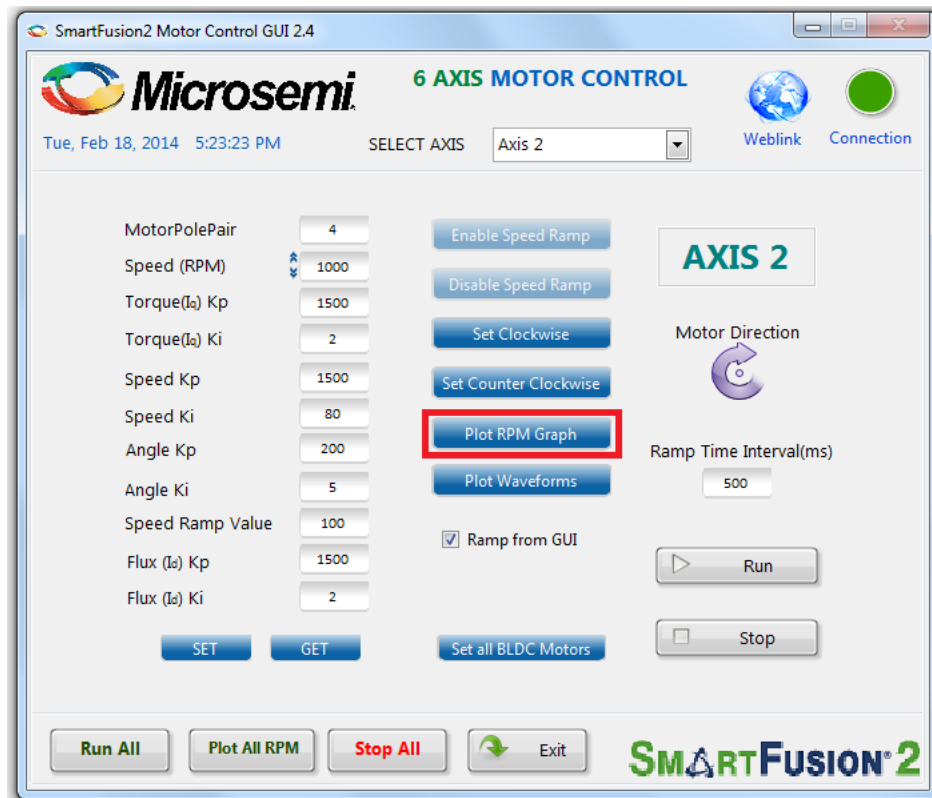 SmartFusion2 Motor Control GUI 2.4
Microsemi.
6 AXIS MOTOR CONTROL
Tue, Feb 18, 2014 5:23:23 PM
SELECT AXIS Axis 2
Weblink
Connection
MotorPolePair 4
Speed (RPM) 1000
Torque(Iq) Kp 1500
Torque(Iq) Ki 2
Speed Kp 1500
Speed Ki 80
Angle Kp 200
Angle Ki 5
Speed Ramp Value 100
Flux (Id) Kp 1500
Flux (Id) Ki 2
SET
GET
Enable Speed Ramp
Disable Speed Ramp
Set Clockwise
Set Counter Clockwise
Plot RPM Graph
Plot Waveforms
Ramp from GUI
Set all BLDC Motors
AXIS 2
Motor Direction
Ramp Time Interval(ms)
500
Run
Stop
Run All
Plot All RPM
Stop All
Exit
SMARTFUSION®2